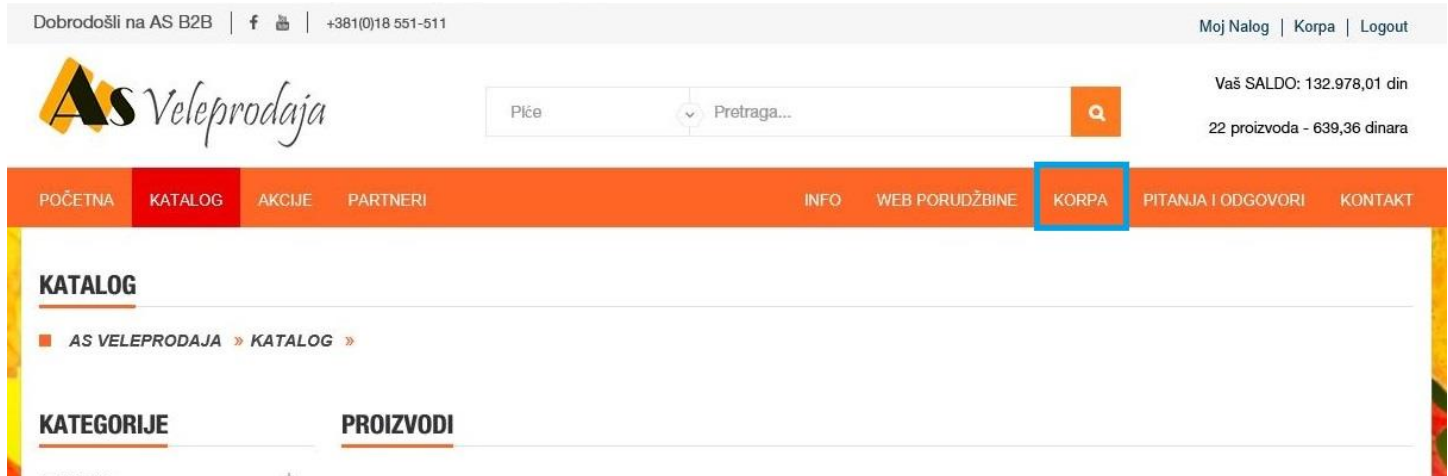 Dobrodošli na AS B2B | f | +381(0)18 551-511 Moj Nalog | Korpa | Logout
As Veleprodaja
Piće Pretraga...
Vaš SALDO: 132.978,01 din
22 proizvoda - 639,36 dinara
POČETNA KATALOG AKCIJE PARTNERI INFO WEB PORUDŽBINE KORPA PITANJA I ODGOVORI KONTAKT
KATALOG
AS VELEPRODAJA » KATALOG »
KATEGORIJE PROIZVODI